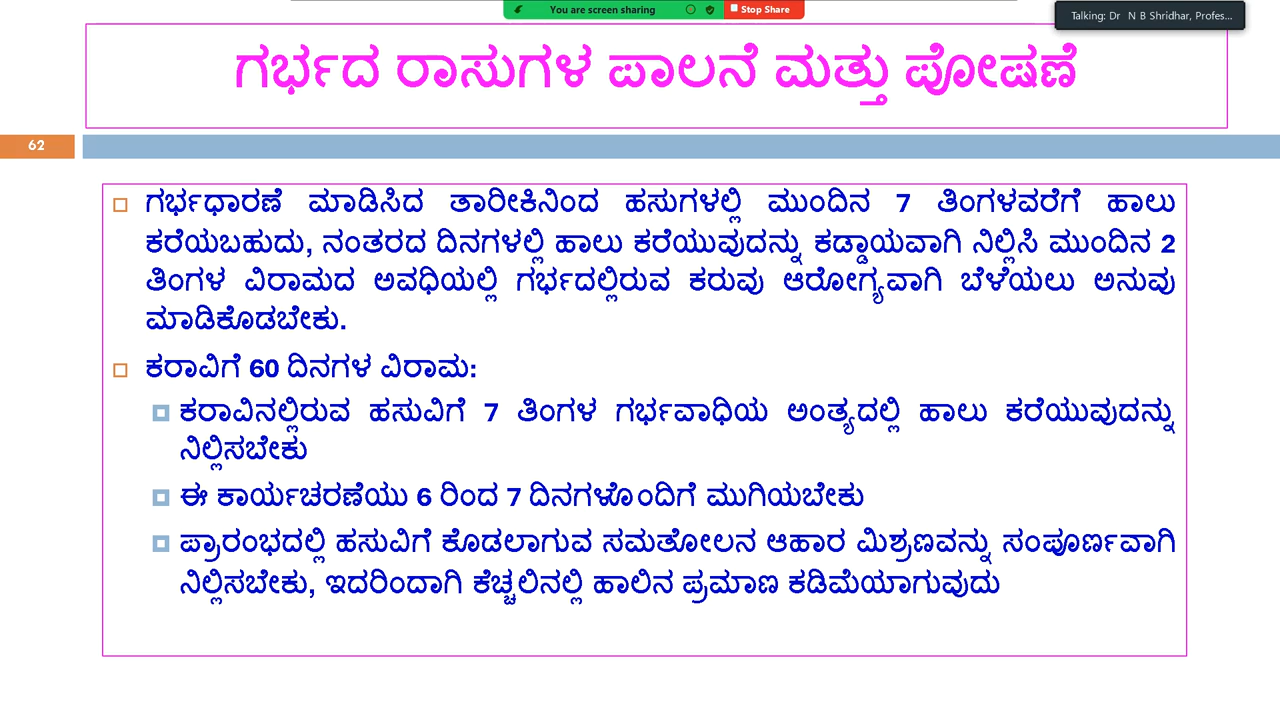 You are screen sharing
Stop Share
Talking: Dr N B Shridhar, Profes...
ಗರ್ಭದ ರಾಸುಗಳ ಪಾಲನೆ ಮತ್ತು ಪೋಷಣೆ
62
ಗರ್ಭಧಾರಣೆ ಮಾಡಿಸಿದ ತಾರೀಕಿನಿಂದ ಹಸುಗಳಲ್ಲಿ ಮುಂದಿನ 7 ತಿಂಗಳವರೆಗೆ ಹಾಲು
ಕರೆಯಬಹುದು, ನಂತರದ ದಿನಗಳಲ್ಲಿ ಹಾಲು ಕರೆಯುವುದನ್ನು ಕಡ್ಡಾಯವಾಗಿ ನಿಲ್ಲಿಸಿ ಮುಂದಿನ 2
ತಿಂಗಳ ವಿರಾಮದ ಅವಧಿಯಲ್ಲಿ ಗರ್ಭದಲ್ಲಿರುವ ಕರುವು ಆರೋಗ್ಯವಾಗಿ ಬೆಳೆಯಲು ಅನುವು
ಮಾಡಿಕೊಡಬೇಕು.
ಕರಾವಿಗೆ 60 ದಿನಗಳ ವಿರಾಮ:
ಕರಾವಿನಲ್ಲಿರುವ ಹಸುವಿಗೆ 7 ತಿಂಗಳ ಗರ್ಭವಾಧಿಯ ಅಂತ್ಯದಲ್ಲಿ ಹಾಲು ಕರೆಯುವುದನ್ನು
ನಿಲ್ಲಿಸಬೇಕು
ಈ ಕಾರ್ಯಚರಣೆಯು 6 ರಿಂದ 7 ದಿನಗಳೊಂದಿಗೆ ಮುಗಿಯಬೇಕು
ಪ್ರಾರಂಭದಲ್ಲಿ ಹಸುವಿಗೆ ಕೊಡಲಾಗುವ ಸಮತೋಲನ ಆಹಾರ ಮಿಶ್ರಣವನ್ನು ಸಂಪೂರ್ಣವಾಗಿ
ನಿಲ್ಲಿಸಬೇಕು, ಇದರಿಂದಾಗಿ ಕೆಚ್ಚಲಿನಲ್ಲಿ ಹಾಲಿನ ಪ್ರಮಾಣ ಕಡಿಮೆಯಾಗುವುದು